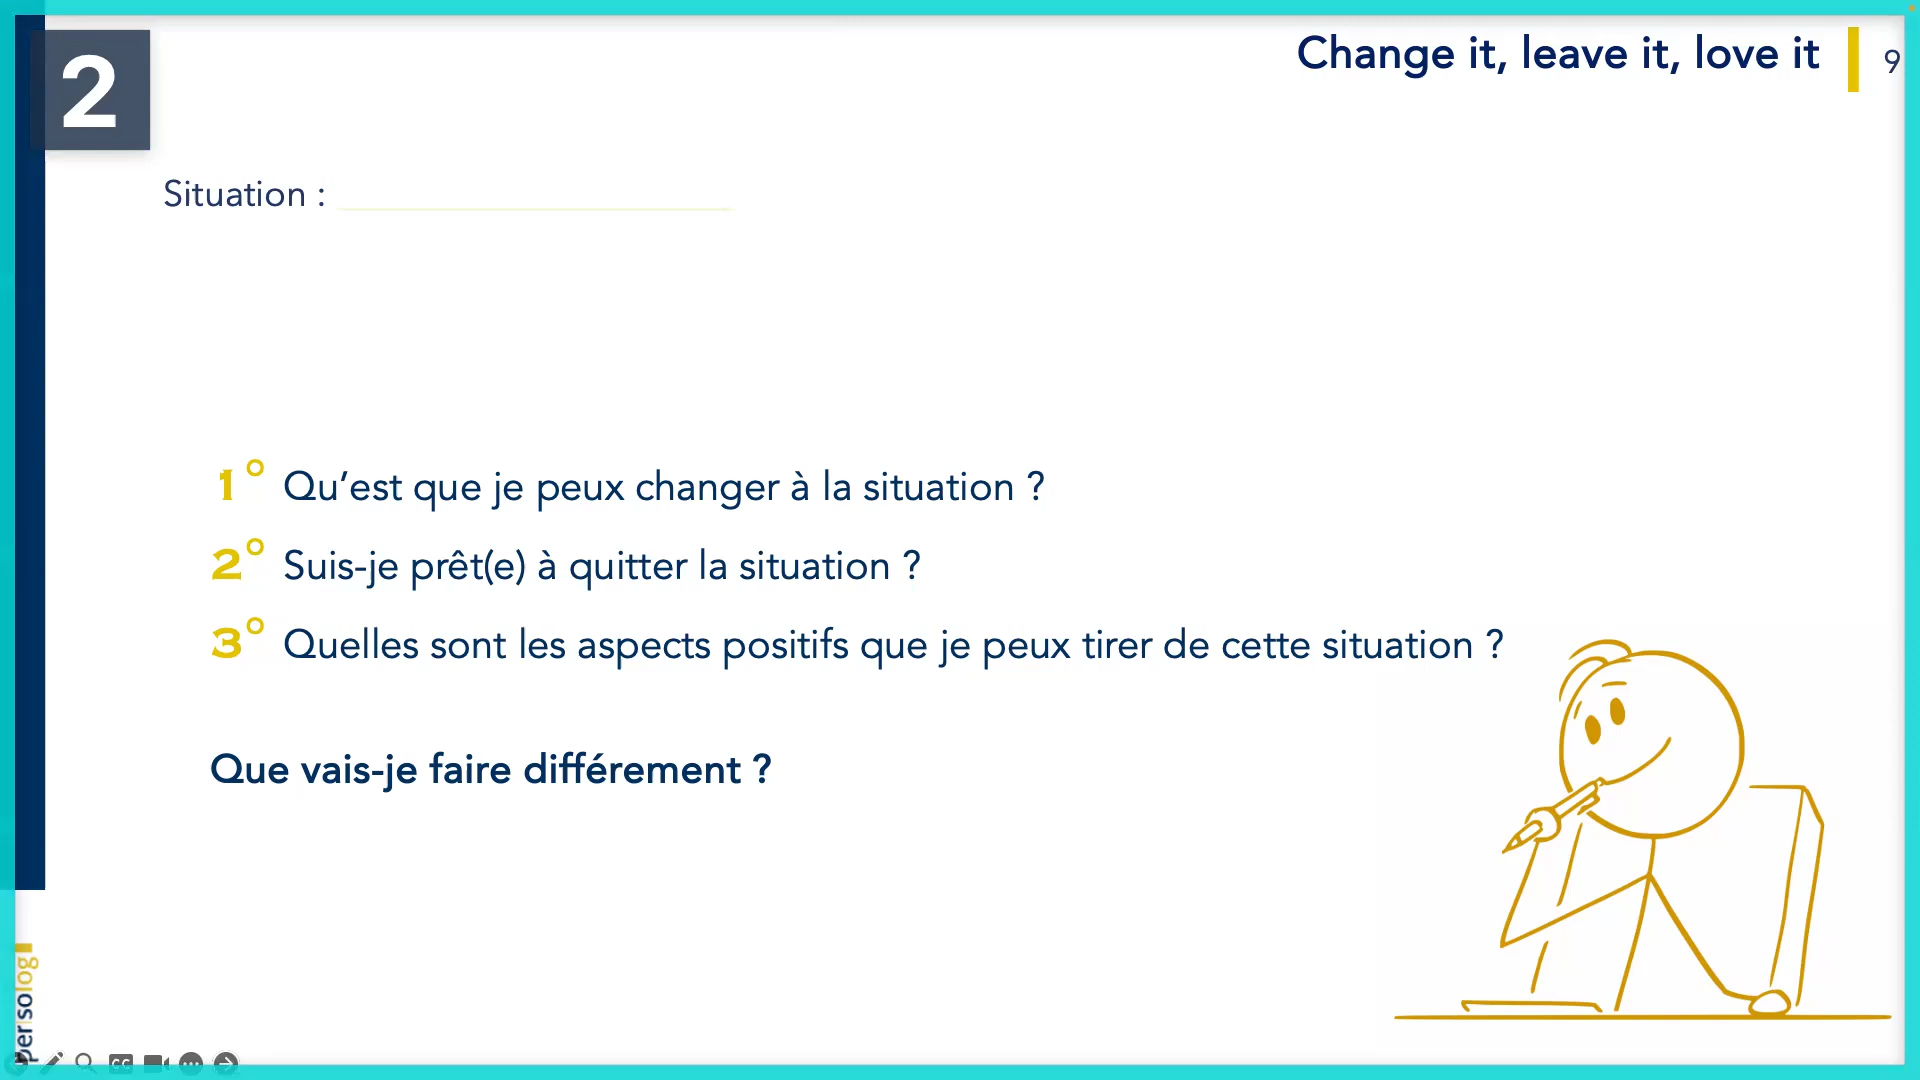 2
Change it, leave it, love it
9
Situation :
1° Qu’est que je peux changer à la situation ?
2° Suis-je prêt(e) à quitter la situation ?
3° Quelles sont les aspects positifs que je peux tirer de cette situation ?
Que vais-je faire différement ?
persolog
CC